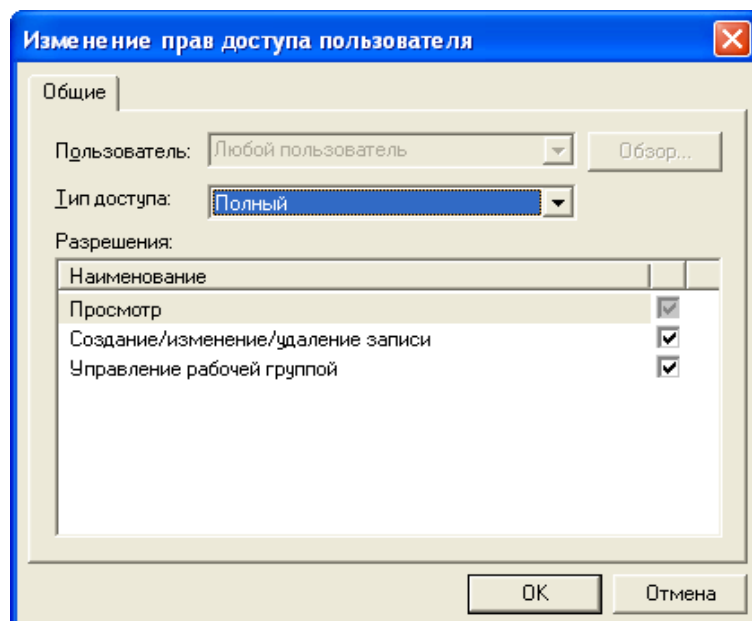 Изменение прав доступа пользователя
Общие
Пользователь: Любой пользователь Обзор...
Тип доступа: Полный
Разрешения:
Наименование
Просмотр
Создание/изменение/удаление записи
Управление рабочей группой
OK Отмена